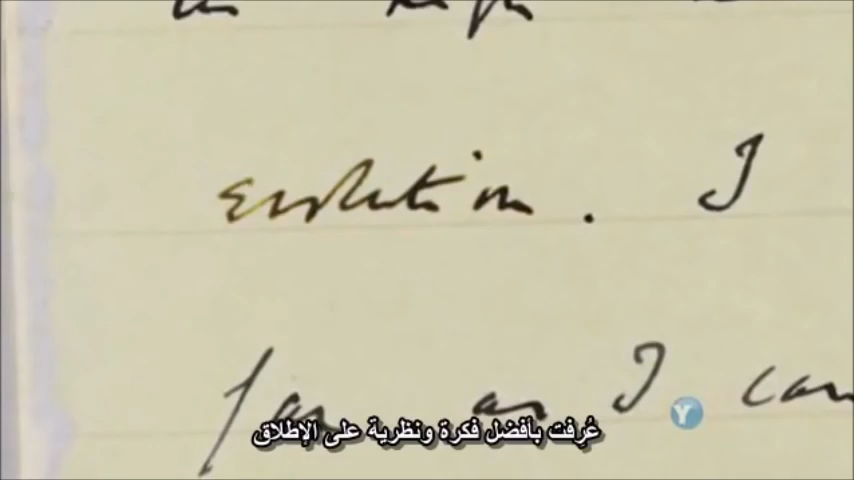 evolution. I
far as I can
Y
عُرفت بأفضل فكرة ونظرية على الإطلاق